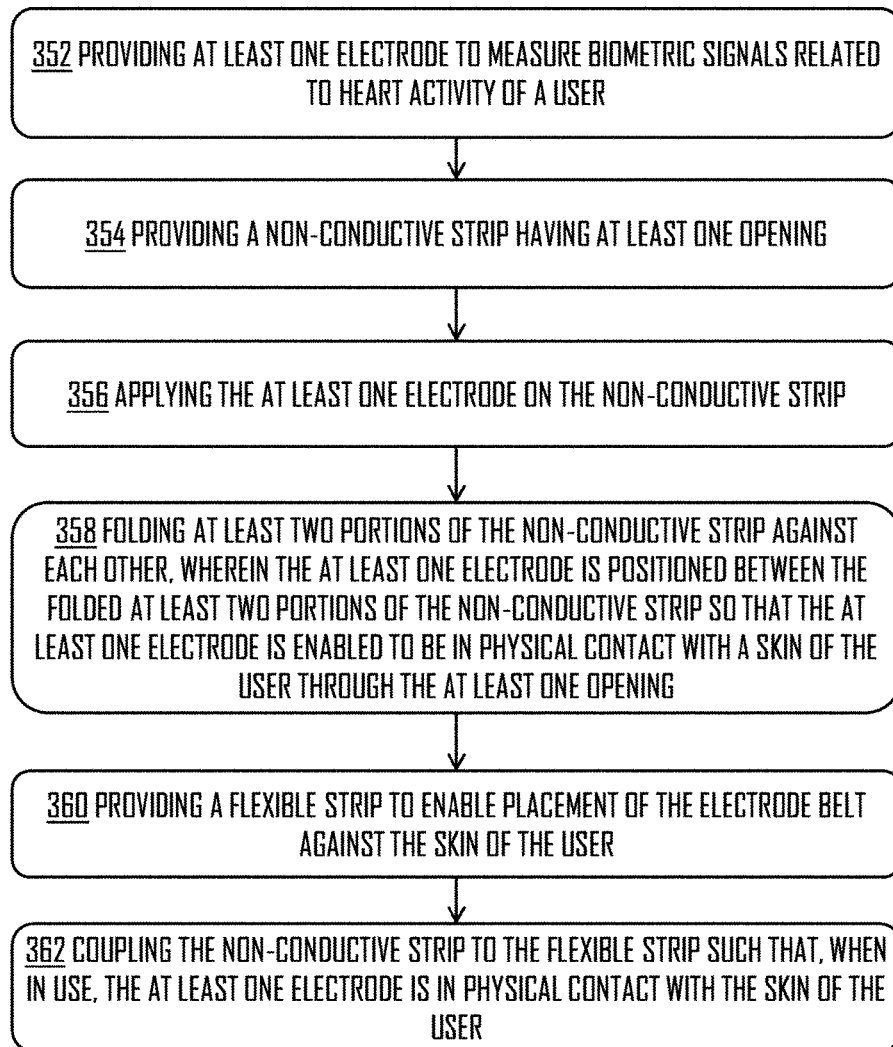 352 PROVIDING AT LEAST ONE ELECTRODE TO MEASURE BIOMETRIC SIGNALS RELATED
TO HEART ACTIVITY OF A USER
354 PROVIDING A NON-CONDUCTIVE STRIP HAVING AT LEAST ONE OPENING
356 APPLYING THE AT LEAST ONE ELECTRODE ON THE NON-CONDUCTIVE STRIP
358 FOLDING AT LEAST TWO PORTIONS OF THE NON-CONDUCTIVE STRIP AGAINST
EACH OTHER, WHEREIN THE AT LEAST ONE ELECTRODE IS POSITIONED BETWEEN THE
FOLDED AT LEAST TWO PORTIONS OF THE NON-CONDUCTIVE STRIP SO THAT THE AT
LEAST ONE ELECTRODE IS ENABLED TO BE IN PHYSICAL CONTACT WITH A SKIN OF THE
USER THROUGH THE AT LEAST ONE OPENING
360 PROVIDING A FLEXIBLE STRIP TO ENABLE PLACEMENT OF THE ELECTRODE BELT
AGAINST THE SKIN OF THE USER
362 COUPLING THE NON-CONDUCTIVE STRIP TO THE FLEXIBLE STRIP SUCH THAT, WHEN
IN USE, THE AT LEAST ONE ELECTRODE IS IN PHYSICAL CONTACT WITH THE SKIN OF THE
USER